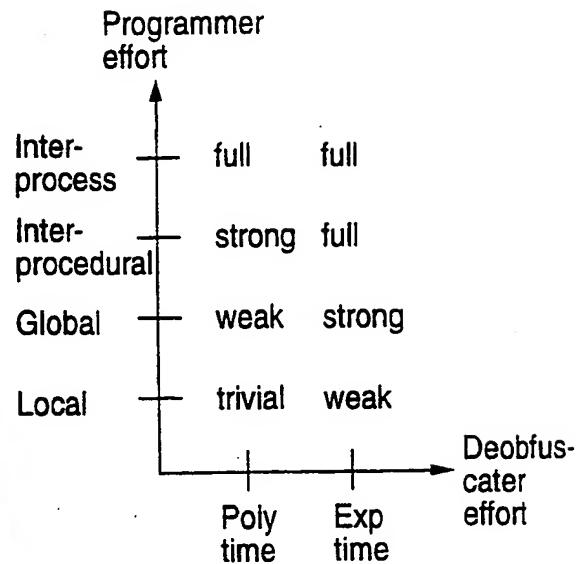 Programmer
effort
Inter-
process
full full
Inter-
procedural
strong full
Global weak strong
Local trivial weak
Deobfus-
cater
effort
Poly
time
Exp
time